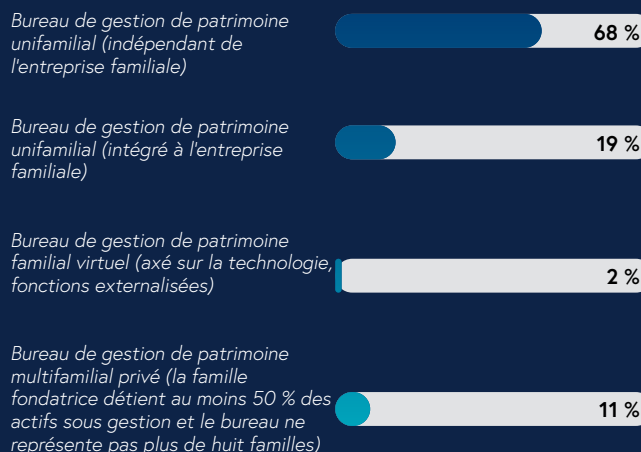 Bureau de gestion de patrimoine
unifamilial (indépendant de
l'entreprise familiale)
68 %
Bureau de gestion de patrimoine
unifamilial (intégré à l'entreprise
familiale)
19 %
Bureau de gestion de patrimoine
familial virtuel (axé sur la technologie,
fonctions externalisées)
2 %
Bureau de gestion de patrimoine
multifamilial privé (la famille
fondatrice détient au moins 50 % des
actifs sous gestion et le bureau ne
représente pas plus de huit familles)
11 %